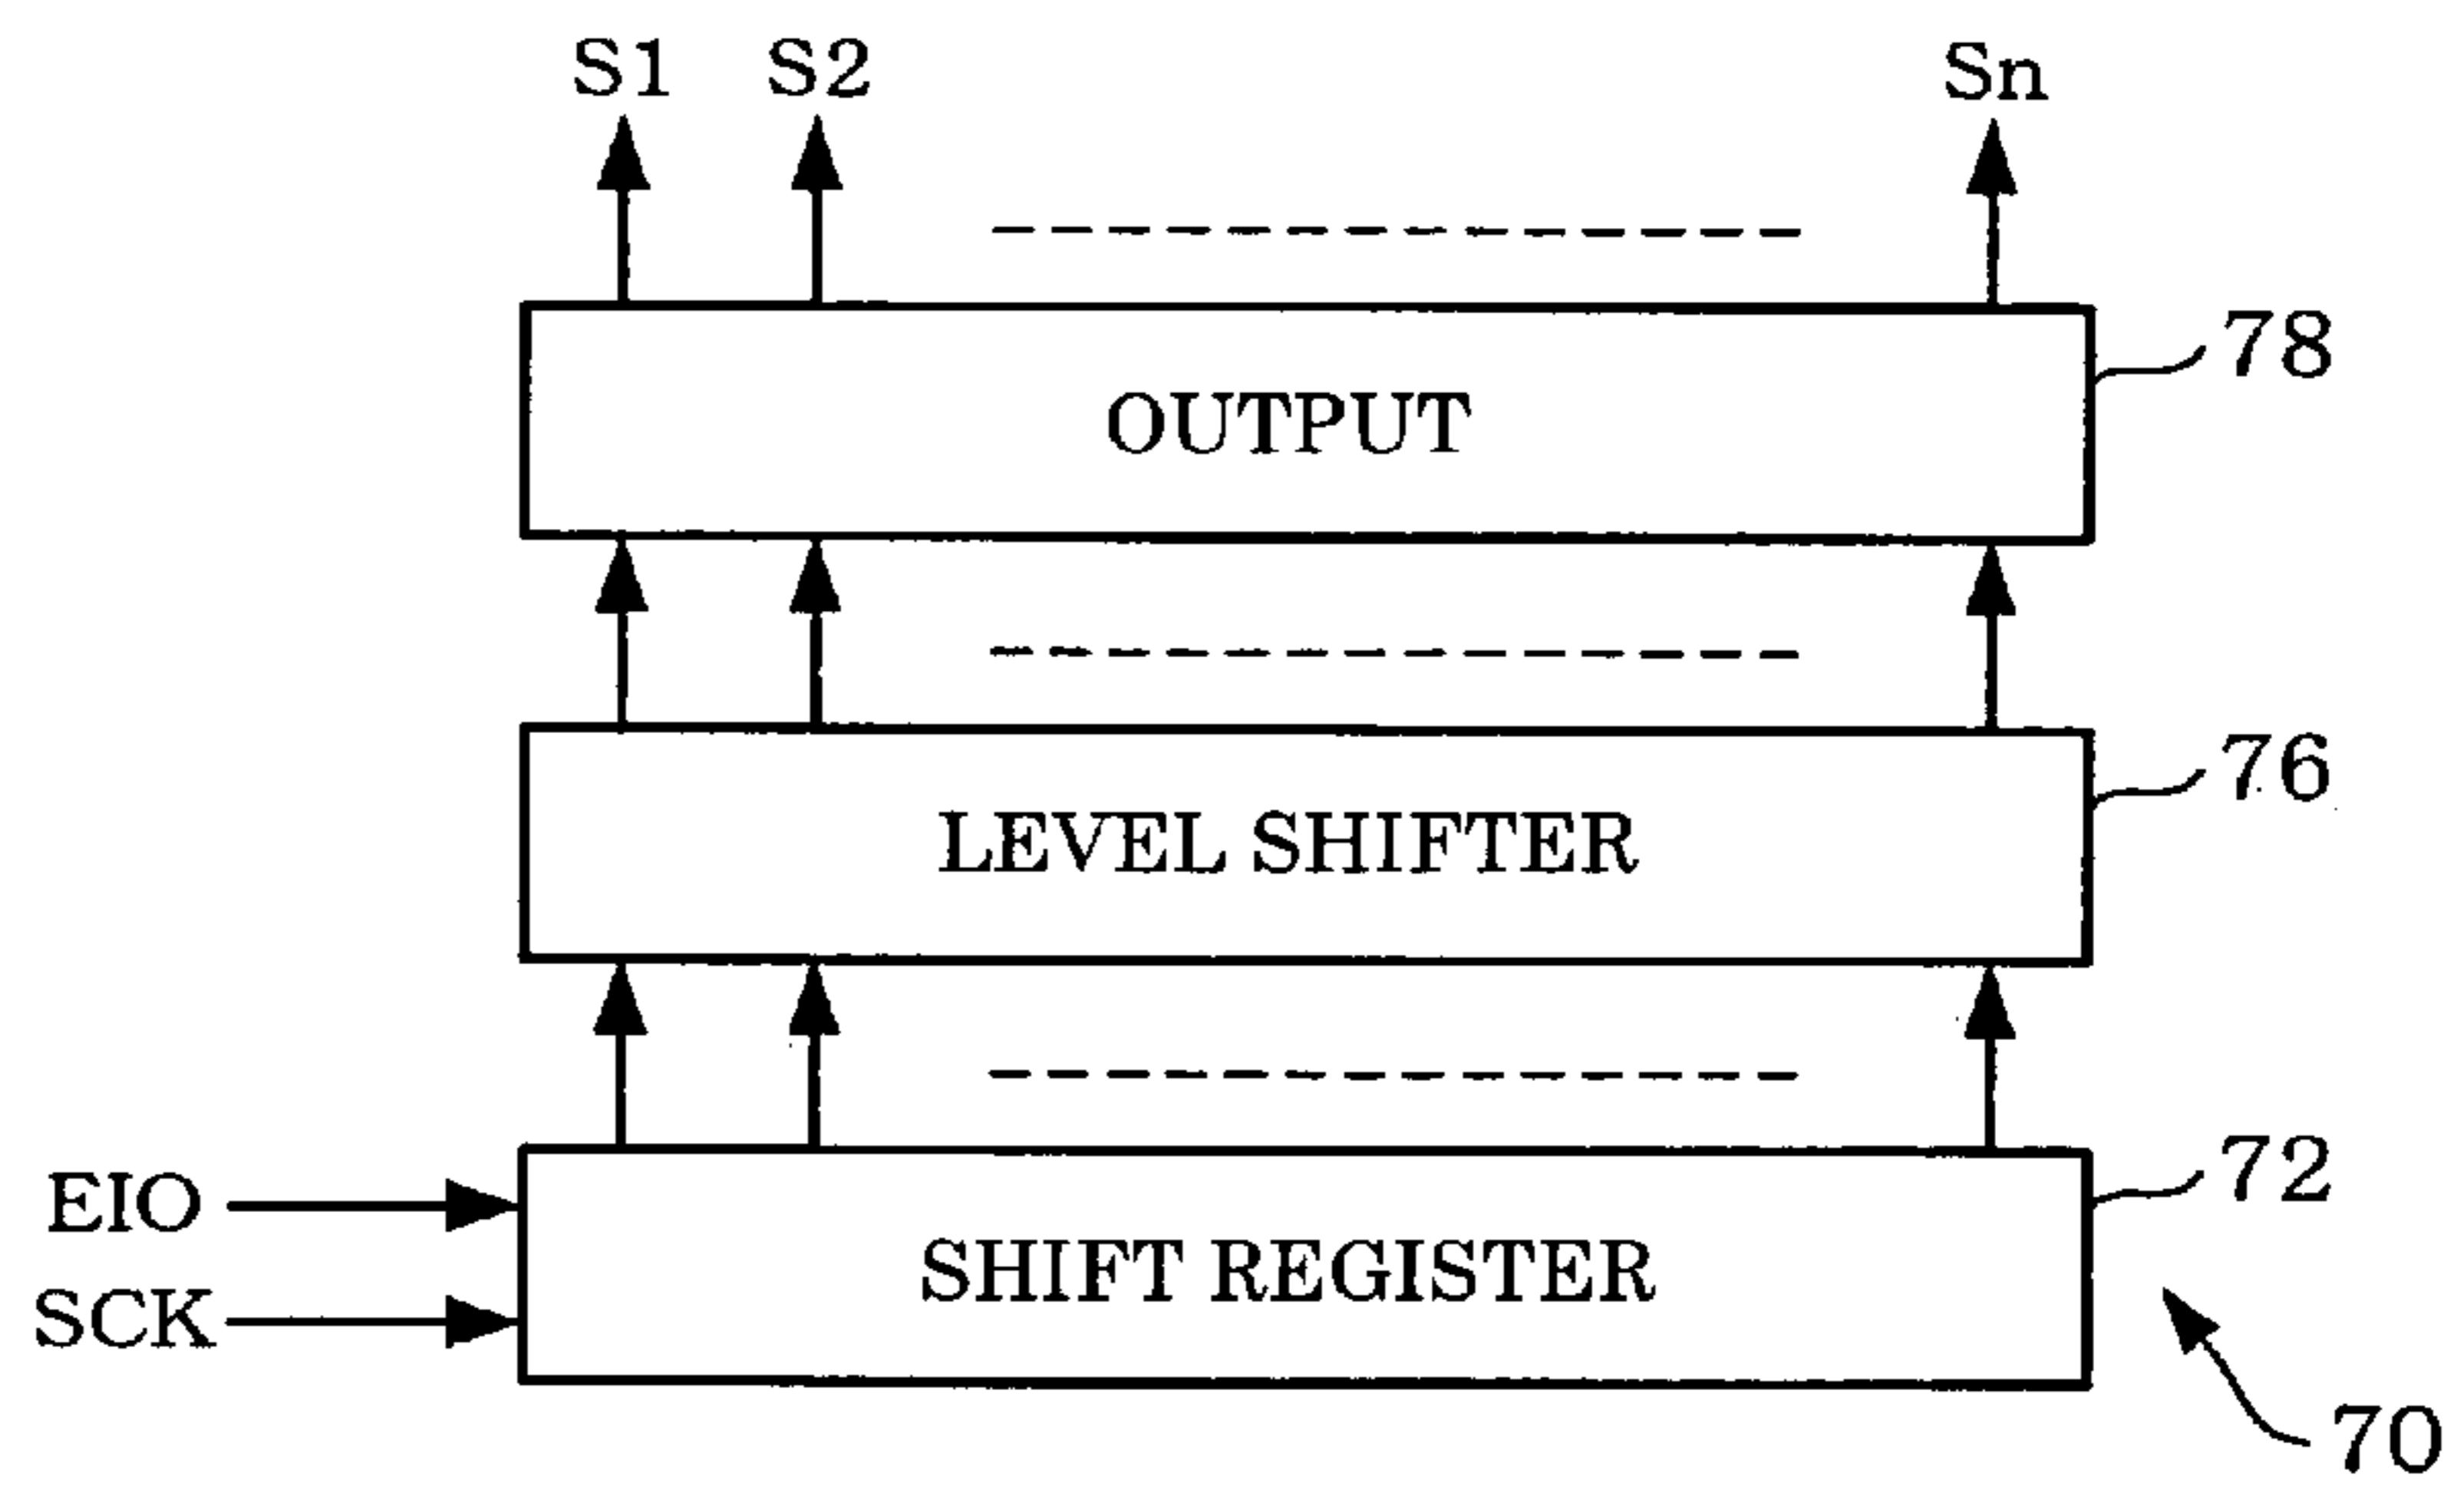 S1 S2 Sn
OUTPUT 78
LEVEL SHIFTER 76
EIO
SCK
SHIFT REGISTER 72
70